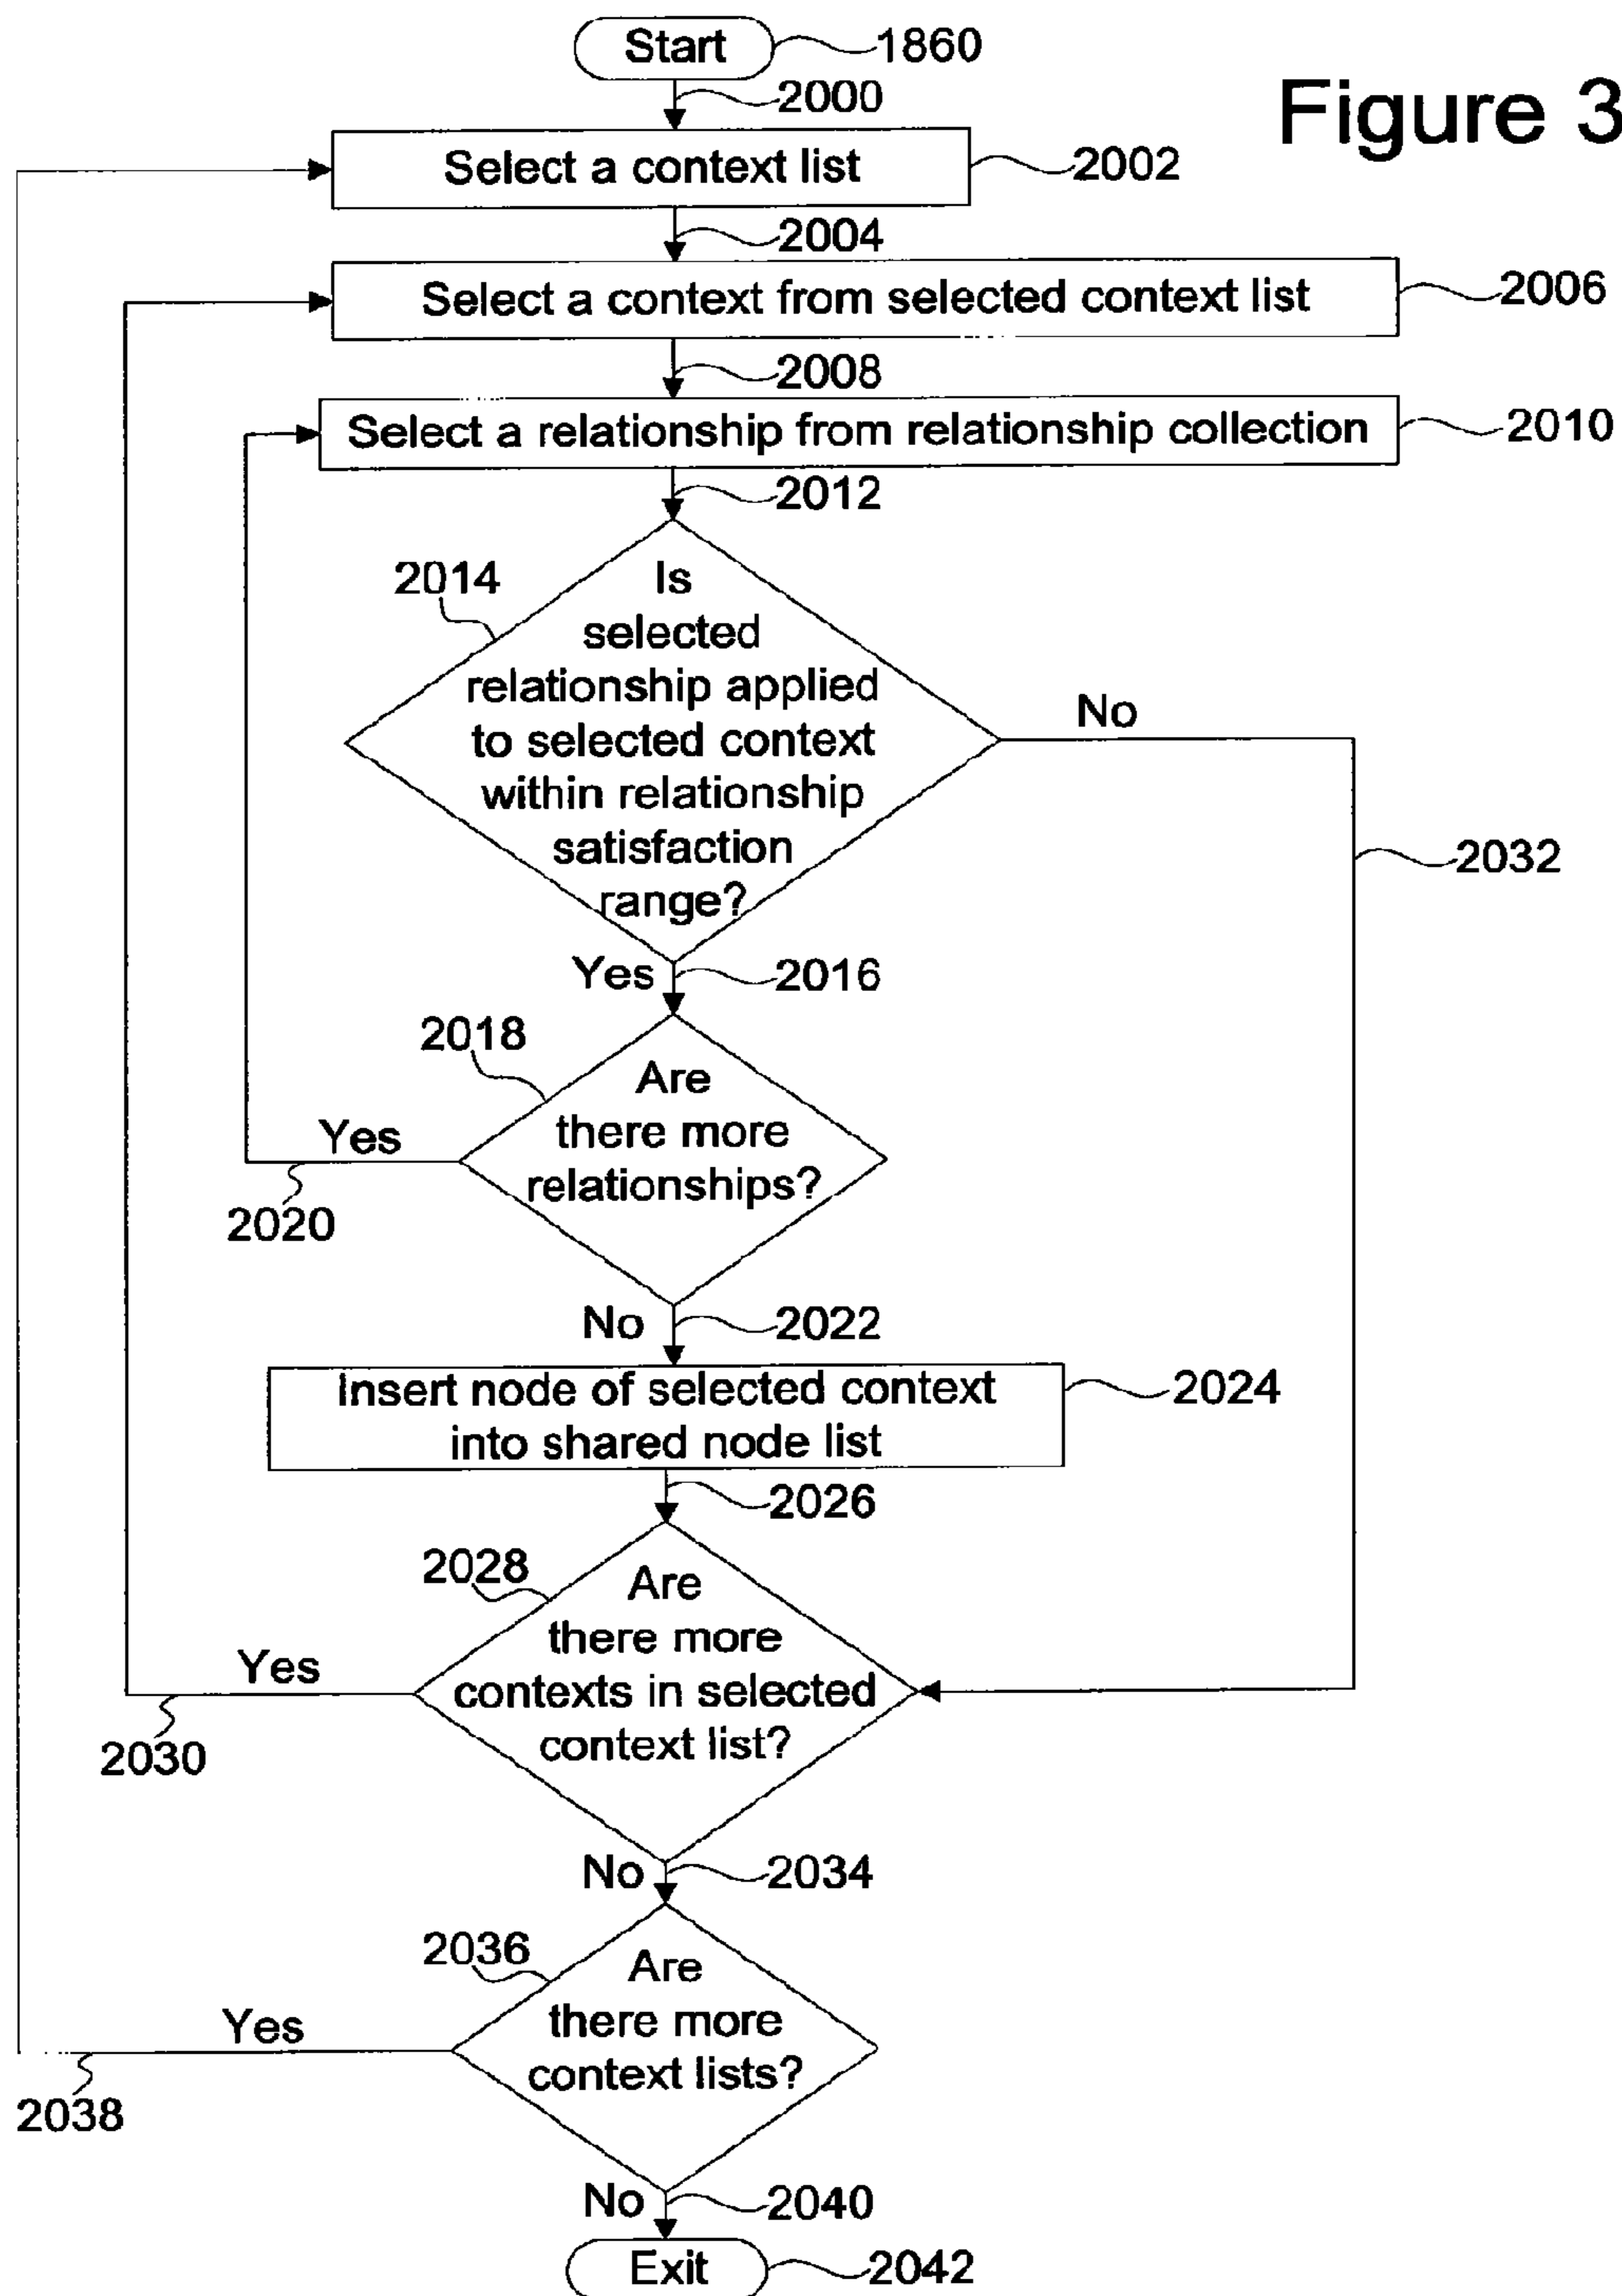 Start
1860
Figure 3
2000
Select a context list
2002
2004
Select a context from selected context list
2006
2008
Select a relationship from relationship collection
2010
2012
2014
Is
selected
relationship applied
to selected context
within relationship
satisfaction
range?
No
2032
Yes
2016
2018
Are
there more
relationships?
Yes
2020
No
2022
Insert node of selected context
into shared node list
2024
2026
2028
Are
there more
contexts in selected
context list?
Yes
2030
No
2034
2036
Are
there more
context lists?
Yes
2038
No
2040
Exit
2042